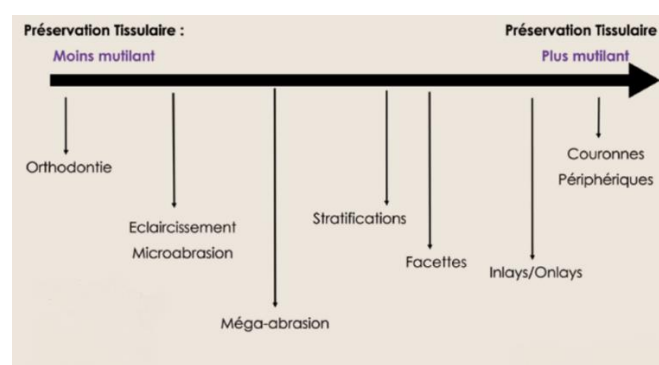 Préservation Tissulaire :
Moins mutilant
Préservation Tissulaire
Plus mutilant
Orthodontie
Eclaircissement
Microabrasion
Méga-abrasion
Stratifications
Facettes
Inlays/Onlays
Couronnes
Périphériques